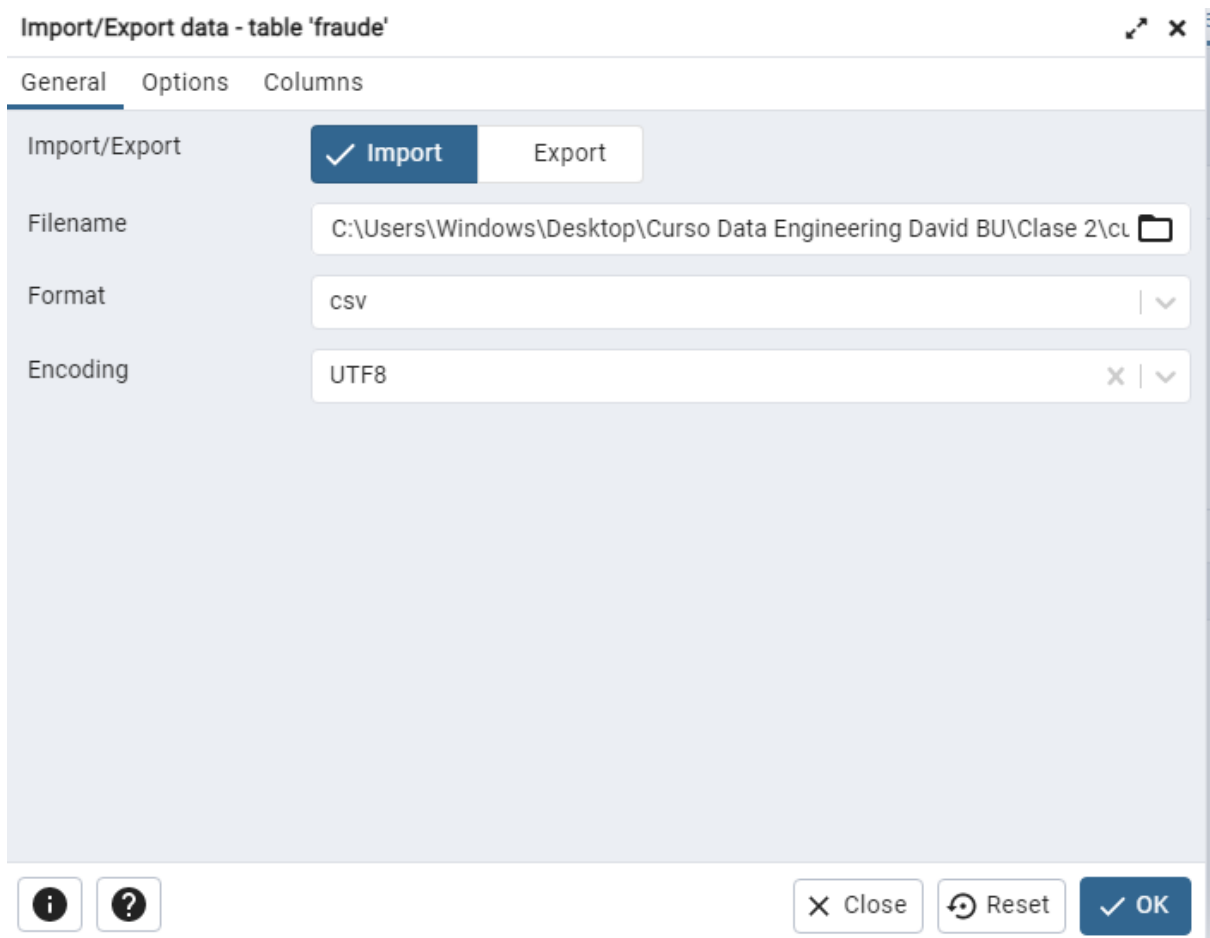 Import/Export data - table 'fraude'
General Options Columns
Import/Export
Import Export
Filename
C:\Users\Windows\Desktop\Curso Data Engineering David BU\Clase 2\cu
Format
csv
Encoding
UTF8
Close Reset OK